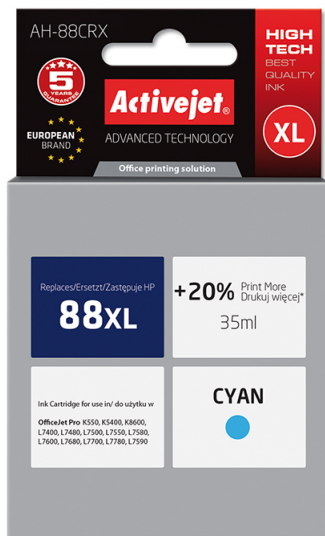 AH-88CRX
5
YEARS
GUARANTEE
EUROPEAN
BRAND
Activejet®
ADVANCED TECHNOLOGY
Office printing solution
HIGH
TECH
BEST
QUALITY
INK
XL
Replaces/Ersetzt/Zastępuje HP
88XL
+20% Print More
Drukuj więcej*
35ml
Ink Cartridge for use in/ do użytku w
OfficeJet Pro K550, K5400, K8600,
L7400, L7480, L7500, L7550, L7580,
L7600, L7680, L7700, L7780, L7590
CYAN